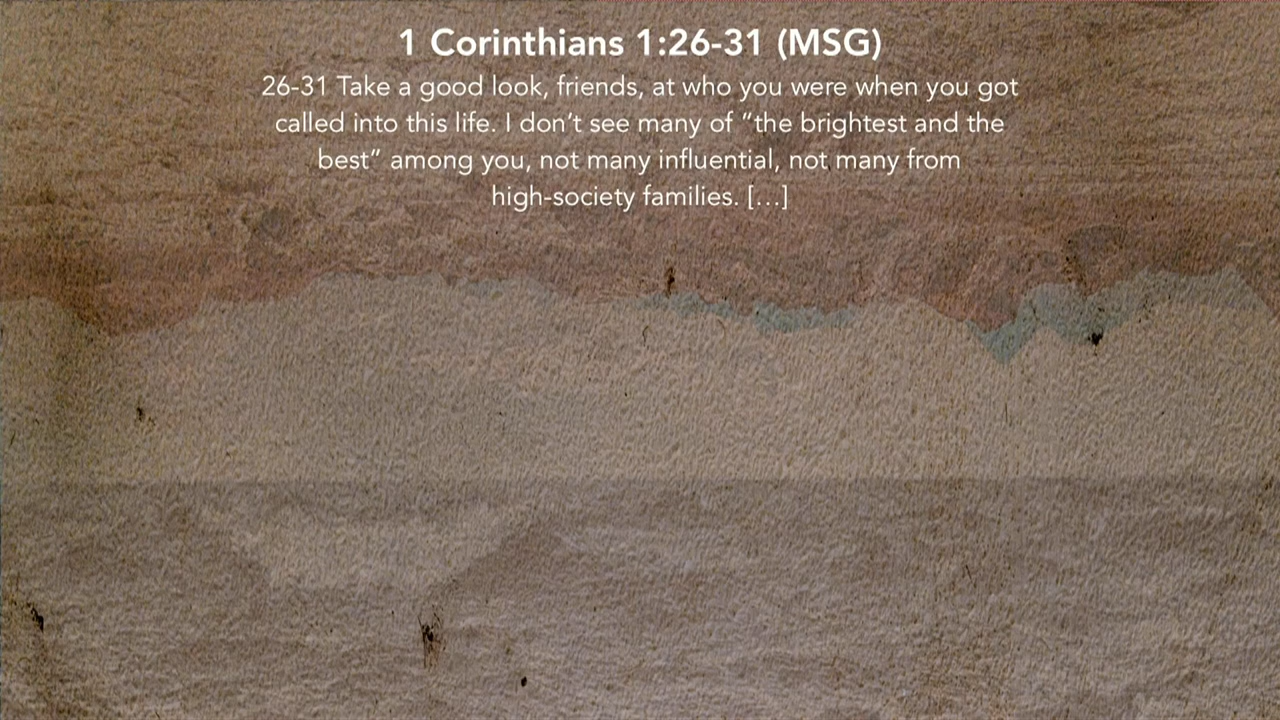 1 Corinthians 1:26-31 (MSG)
26-31 Take a good look, friends, at who you were when you got
called into this life. I don’t see many of “the brightest and the
best” among you, not many influential, not many from
high-society families. […]